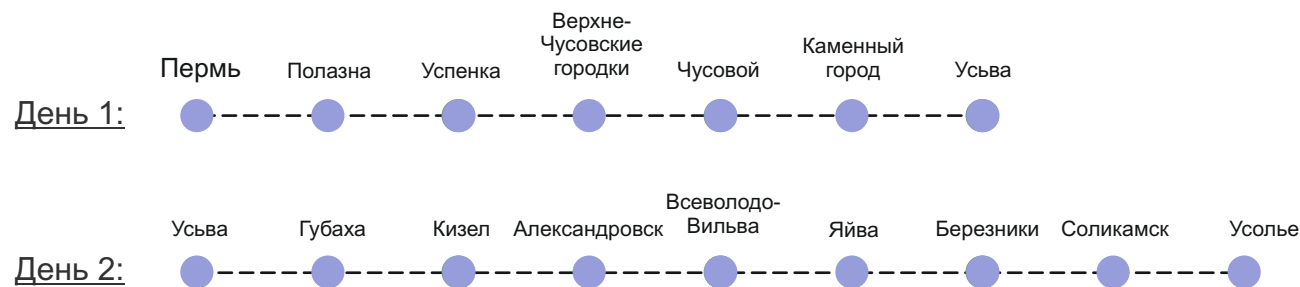 День 1:
Пермь
Полазна
Успенка
Верхне-
Чусовские
городки
Чусовой
Каменный
город
Усьва
День 2:
Усьва
Губаха
Кизел
Александровск
Всеволодо-
Вильва
Яйва
Березники
Соликамск
Усолье